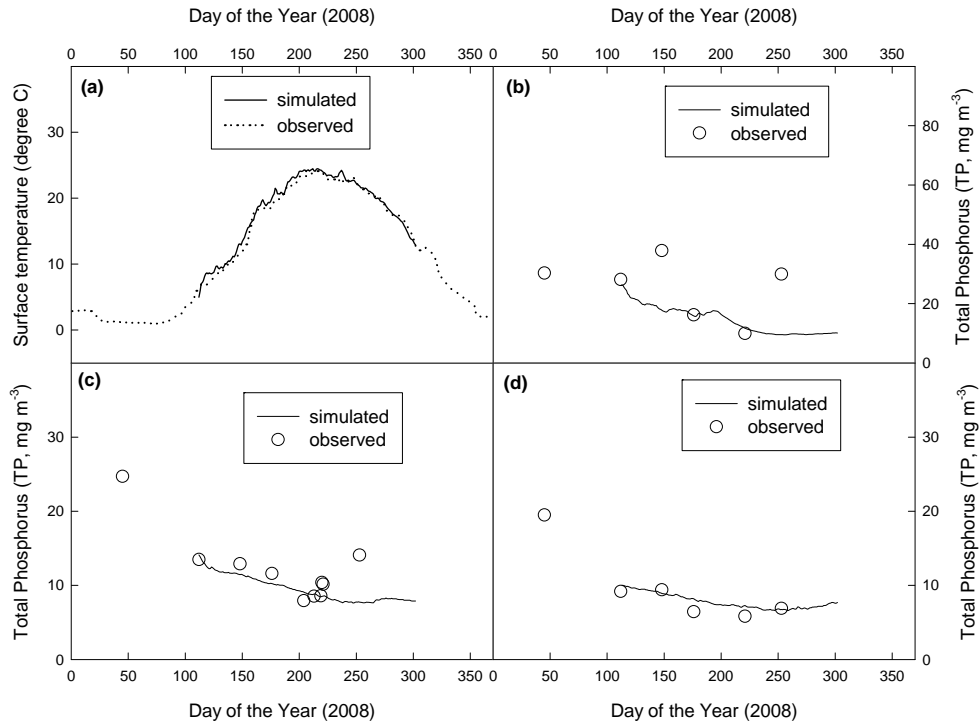 Day of the Year (2008)
Day of the Year (2008)
0 50 100 150 200 250 300 350
0 50 100 150 200 250 300 350
Surface temperature (degree C)
0
10
20
30
(a)
simulated
observed
(b)
simulated
observed
0
20
40
60
80
Total Phosphorus (TP, mg m-3)
Total Phosphorus (TP, mg m-3)
0
10
20
30
(c)
simulated
observed
(d)
simulated
observed
0
10
20
30
Total Phosphorus (TP, mg m-3)
0 50 100 150 200 250 300 350
0 50 100 150 200 250 300 350
Day of the Year (2008)
Day of the Year (2008)